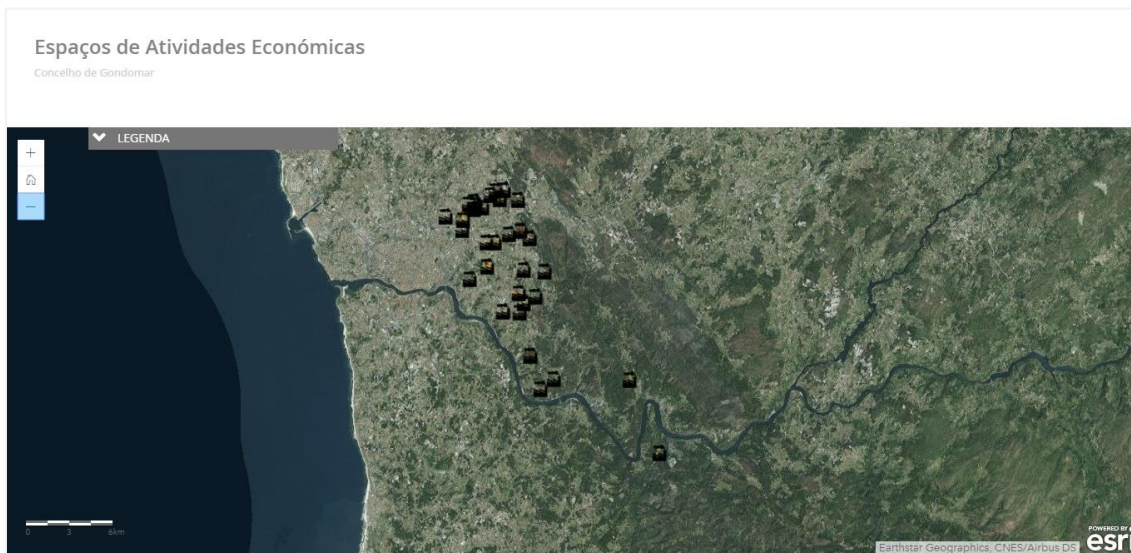 Espaços de Atividades Económicas
Concelho de Gondomar
LEGENDA
+
−
0 3 6km
Earthstar Geographics, CNES/Airbus DS
POWERED BY
esri